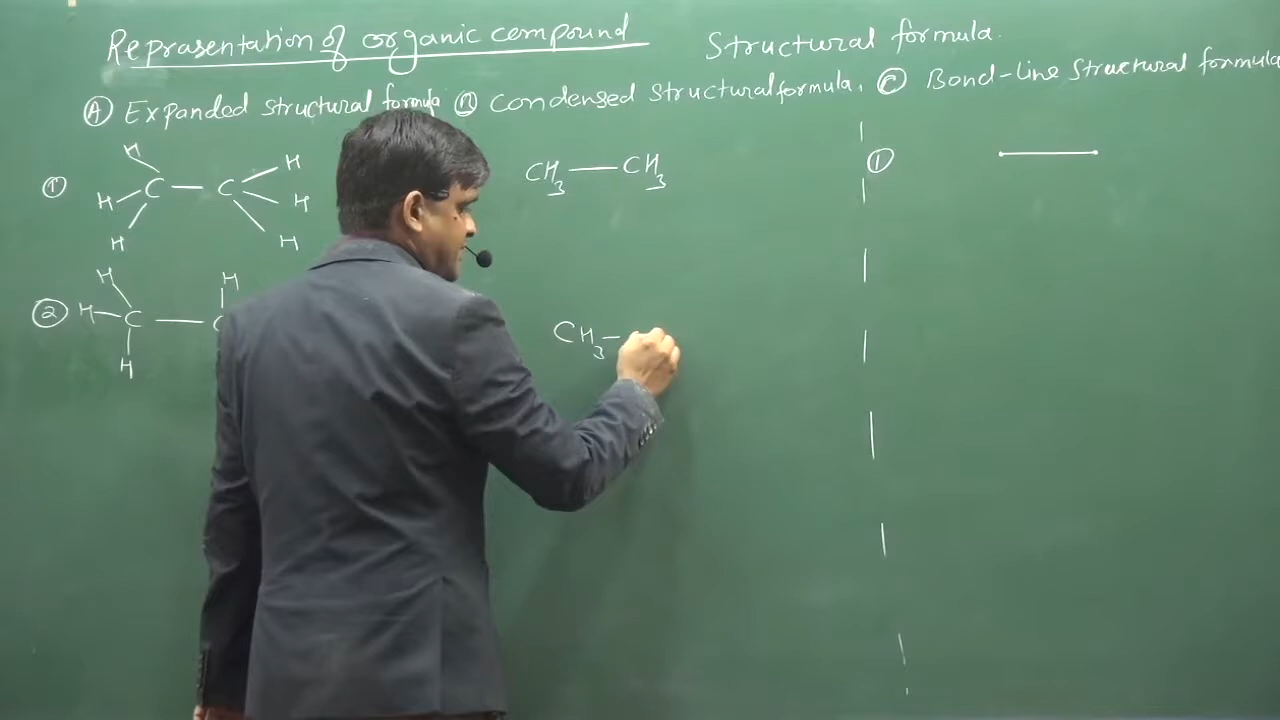 Reprasentation of organic compound Structural formula.
Ⓐ Expanded structural formula Ⓑ Condensed structural formula. Ⓒ Bond-line structural formula
① H H H C — C H H H
CH₃ — CH₃
①
② H H C — C H H
CH₃ —